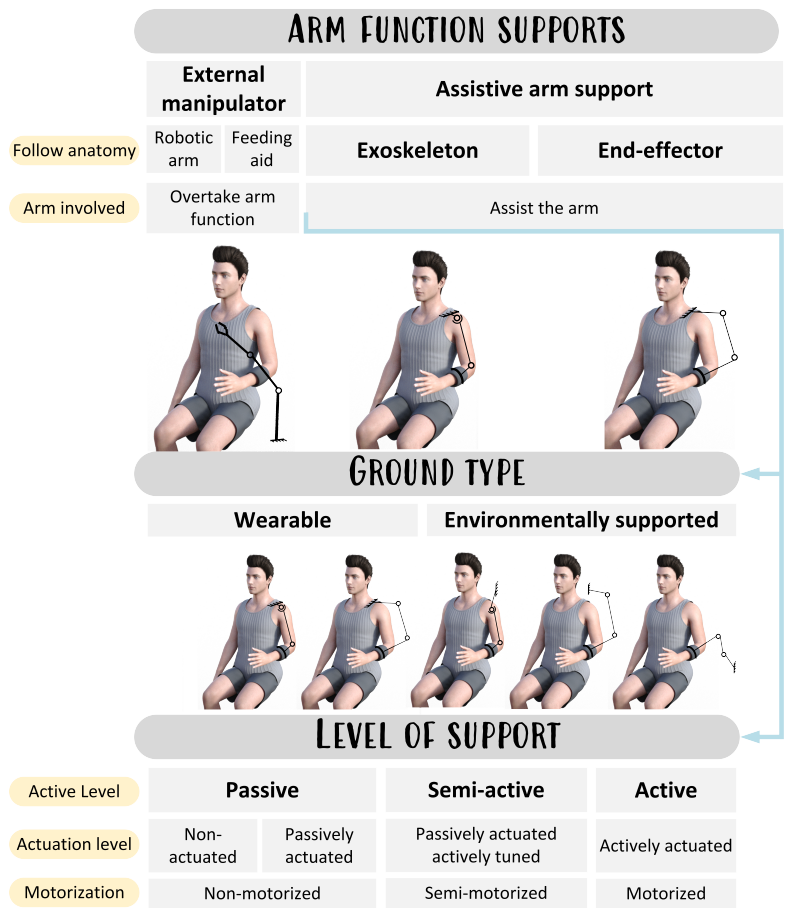 ARM FUNCTION SUPPORTS
External
manipulator
Assistive arm support
Follow anatomy
Robotic
arm
Feeding
aid
Exoskeleton
End-effector
Arm involved
Overtake arm
function
Assist the arm
GROUND TYPE
Wearable
Environmentally supported
LEVEL OF SUPPORT
Active Level
Passive
Semi-active
Active
Actuation level
Non-
actuated
Passively
actuated
Passively actuated
actively tuned
Actively actuated
Motorization
Non-motorized
Semi-motorized
Motorized